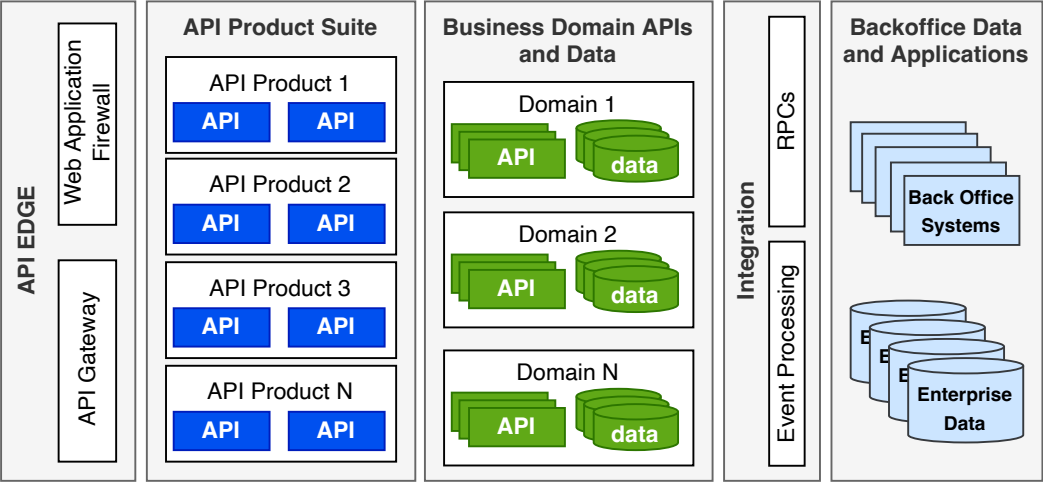 API EDGE
Web Application
Firewall
API Gateway
API Product Suite
API Product 1
API
API
API Product 2
API
API
API Product 3
API
API
API Product N
API
API
Business Domain APIs
and Data
Domain 1
API
data
Domain 2
API
data
Domain N
API
data
Integration
RPCs
Event Processing
Backoffice Data
and Applications
Back Office
Systems
E
E
E
Enterprise
Data